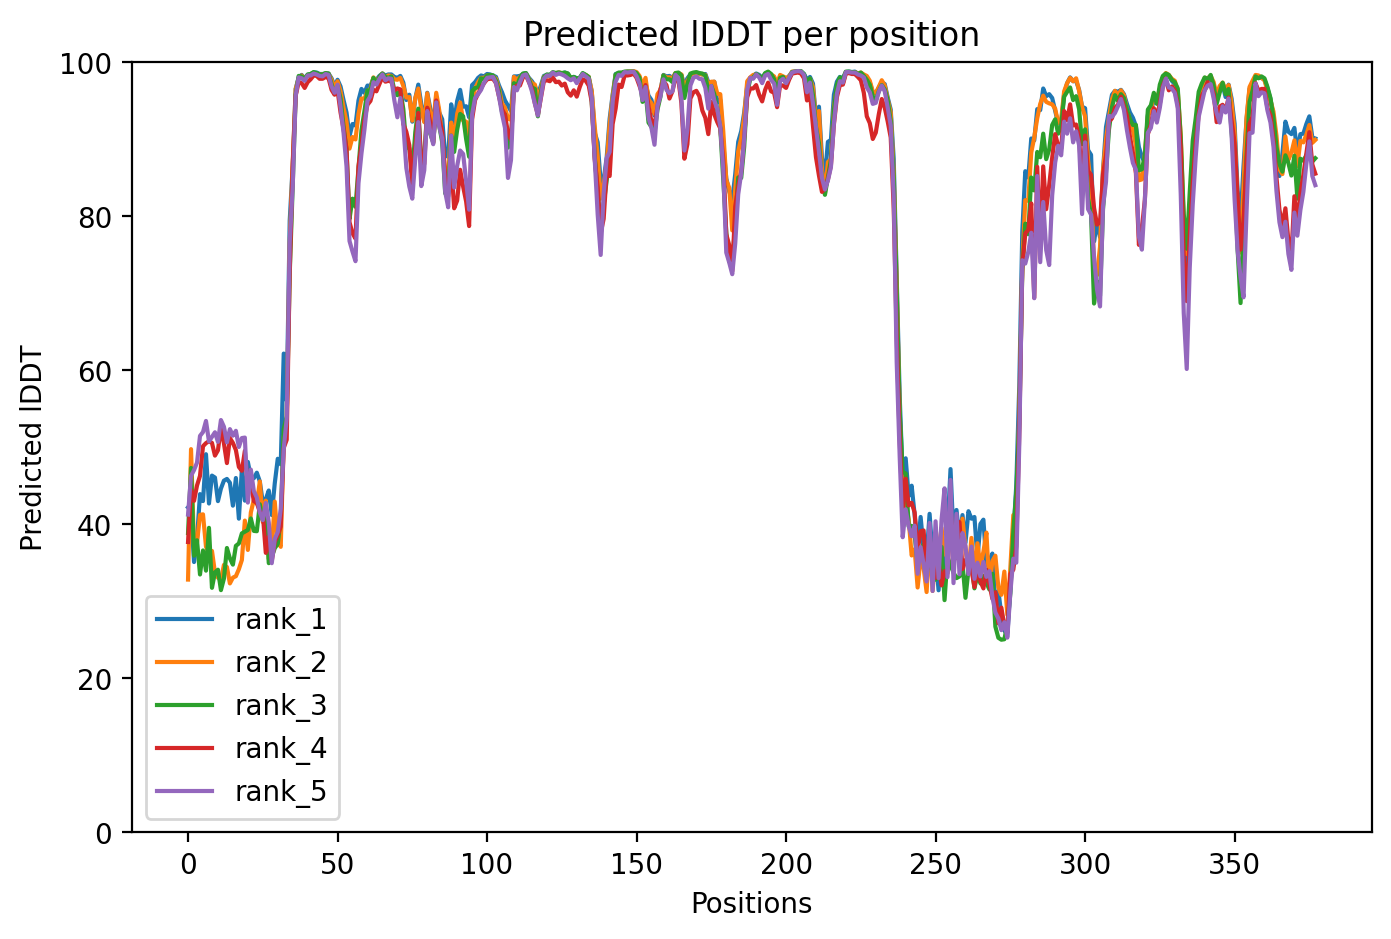 Predicted lDDT per position
Predicted lDDT
100
80
60
40
20
0
rank_1
rank_2
rank_3
rank_4
rank_5
0 50 100 150 200 250 300 350
Positions